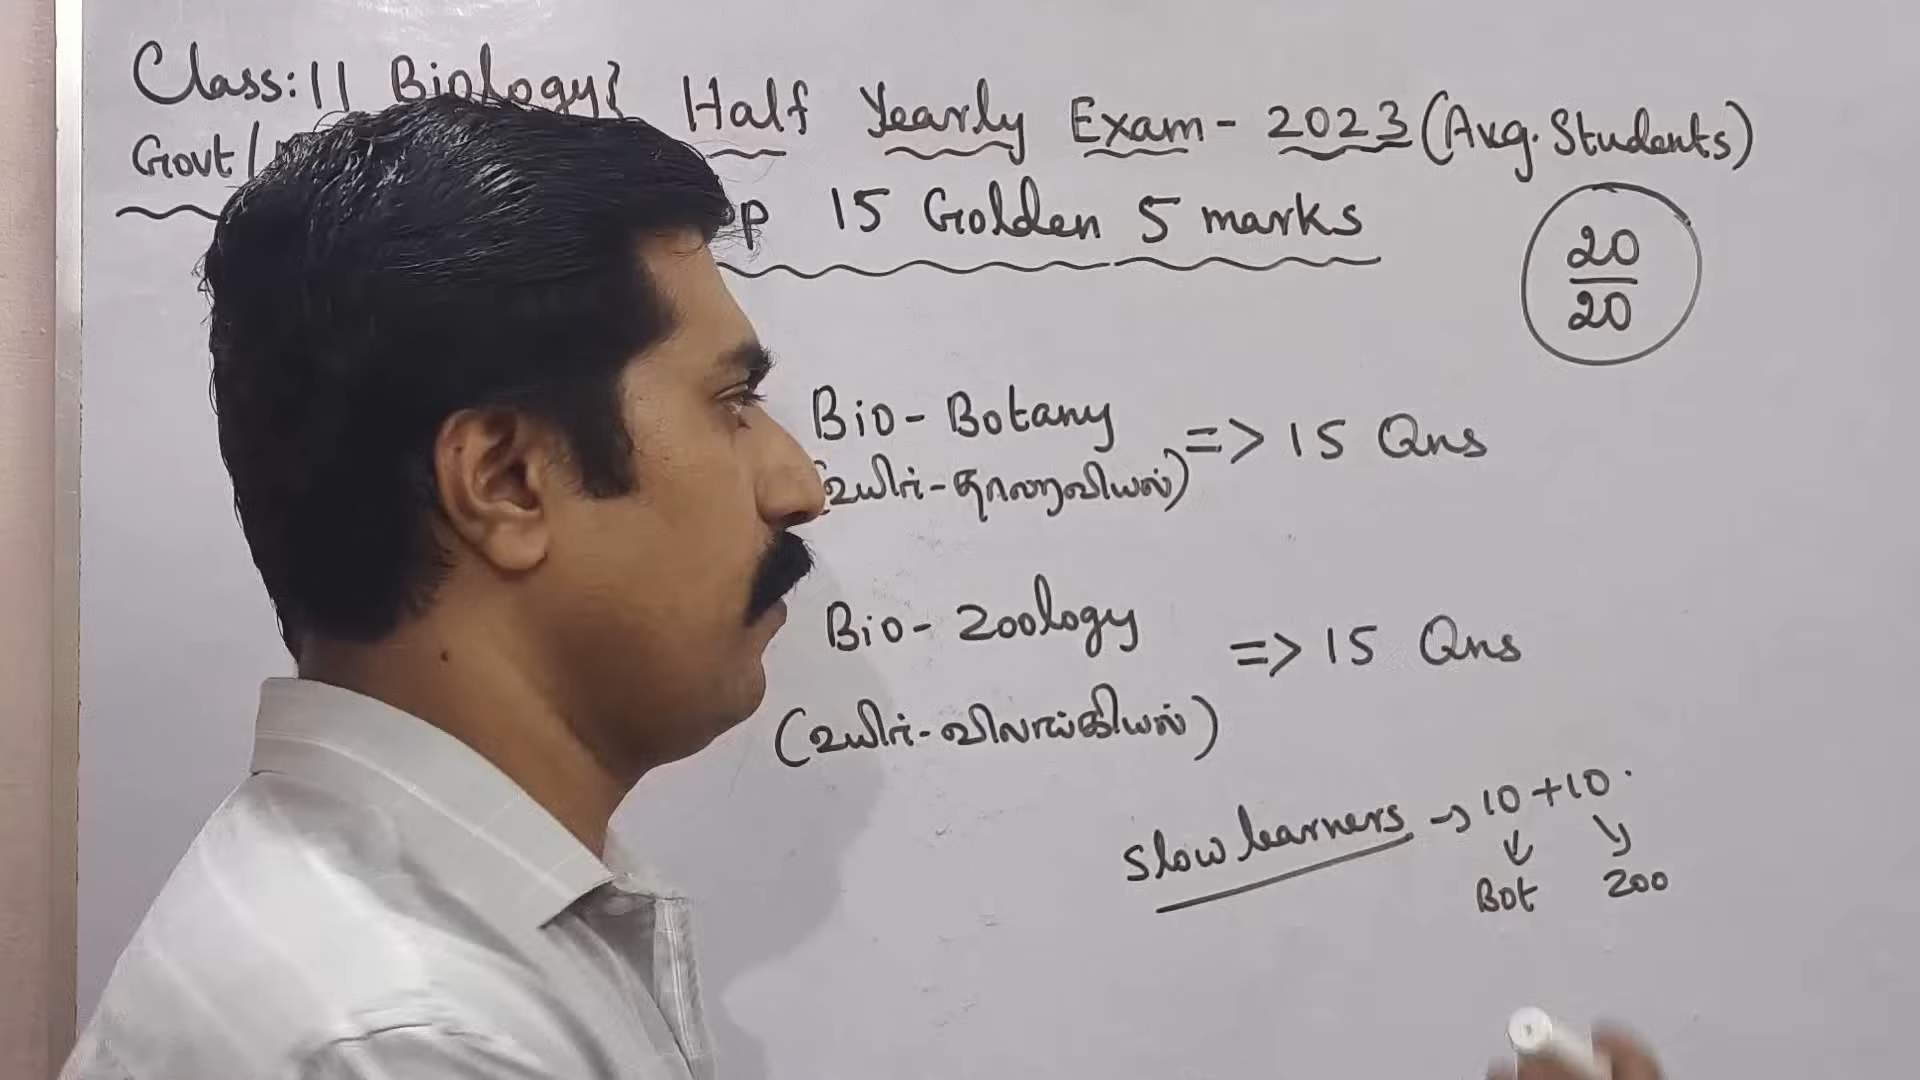 Class:11 Biology} Half Yearly Exam - 2023 (Avg. Students)
Govt/
15 Golden 5 marks
20
20
Bio - Botany => 15 Qns
(உயிர்-தாவரவியல்)
Bio - Zoology => 15 Qns
(உயிர்-விலங்கியல்)
Slow learners → 10 + 10
Bot Zoo